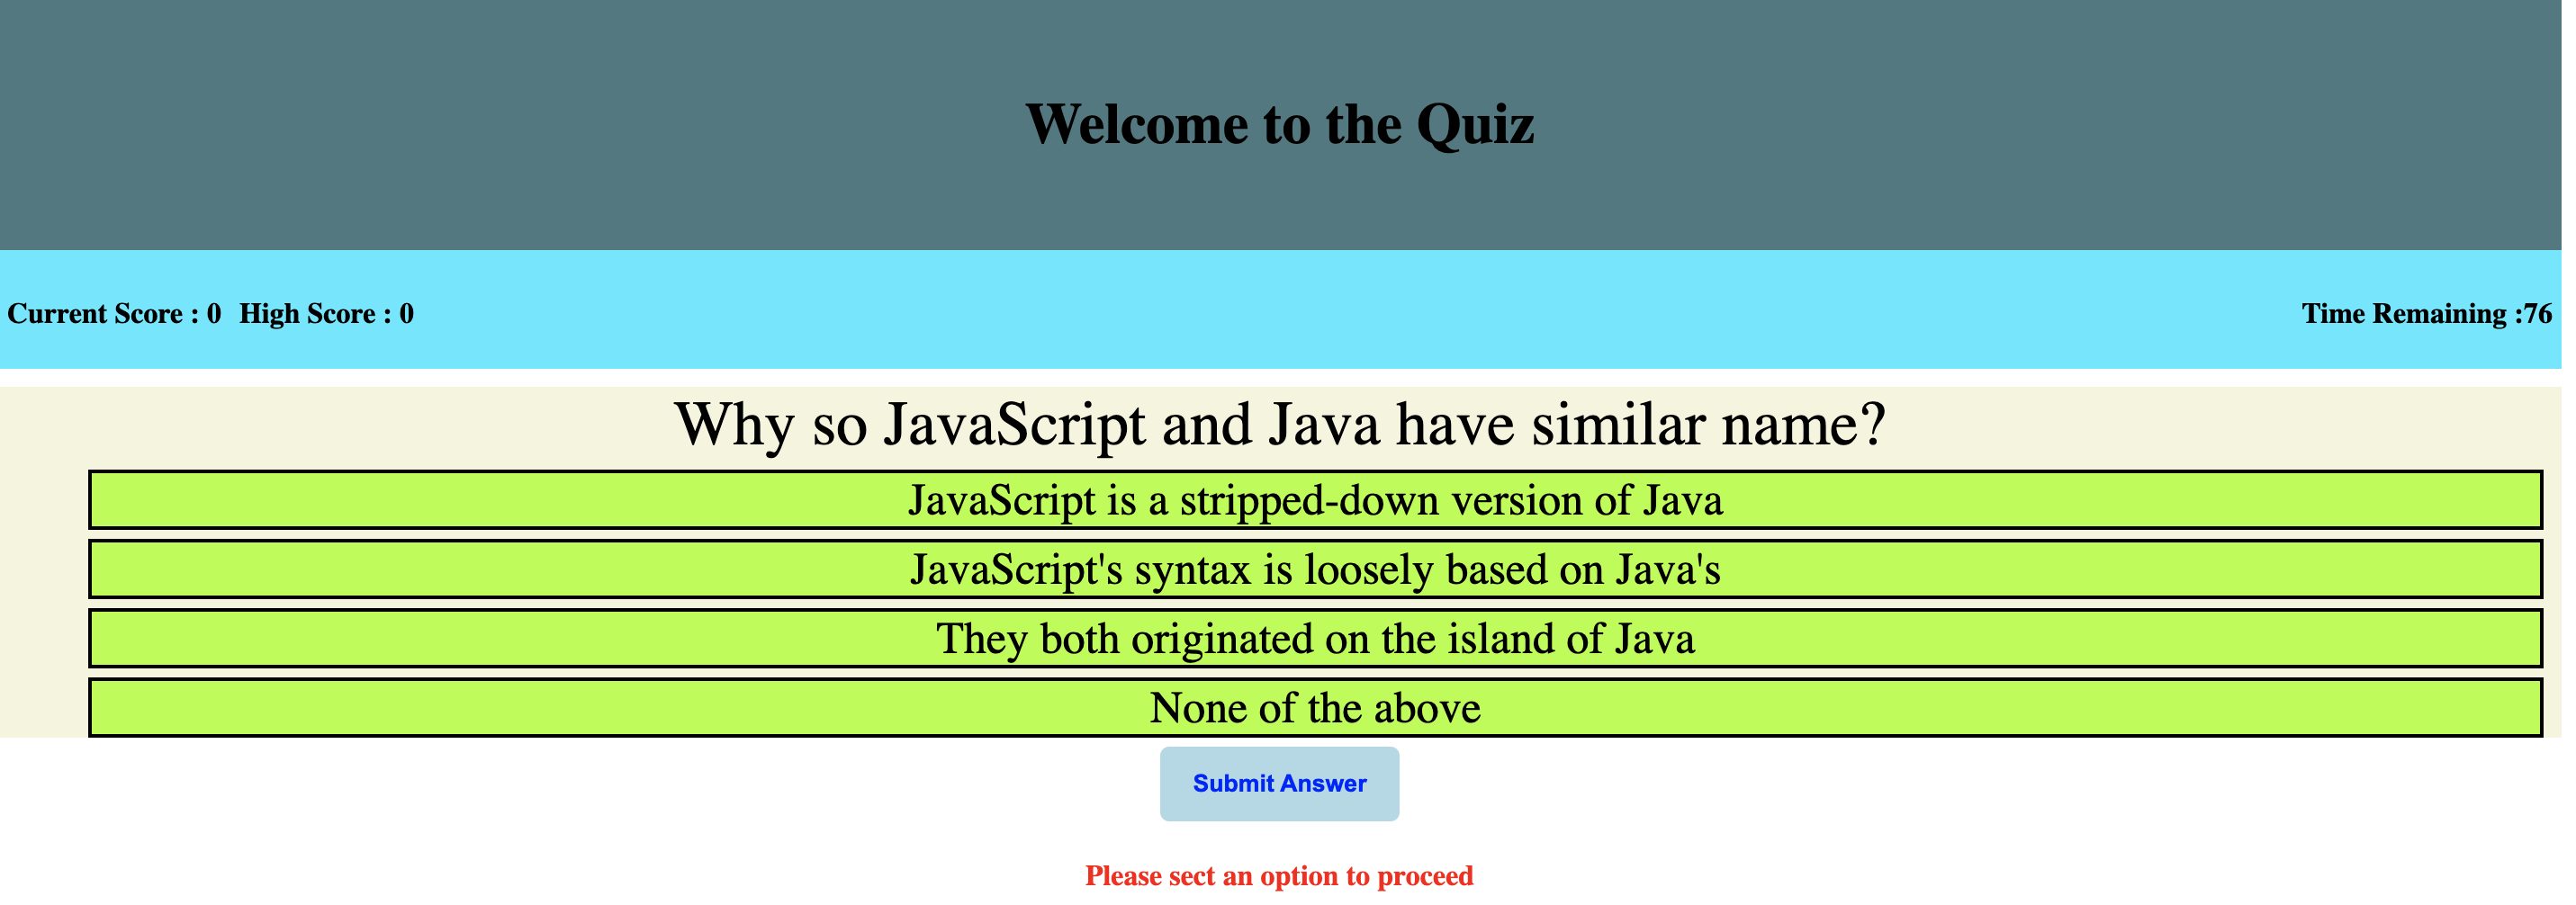 Welcome to the Quiz
Current Score : 0 High Score : 0
Time Remaining :76
Why so JavaScript and Java have similar name?
JavaScript is a stripped-down version of Java
JavaScript's syntax is loosely based on Java's
They both originated on the island of Java
None of the above
Submit Answer
Please sect an option to proceed